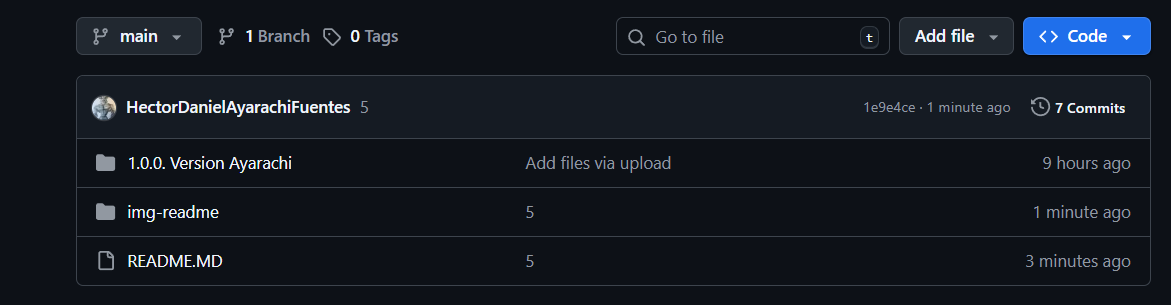 main 1 Branch 0 Tags Go to file t Add file Code
HectorDanielAyarachiFuentes 5 1e9e4ce · 1 minute ago 7 Commits
1.0.0. Version Ayarachi Add files via upload 9 hours ago
img-readme 5 1 minute ago
README.MD 5 3 minutes ago